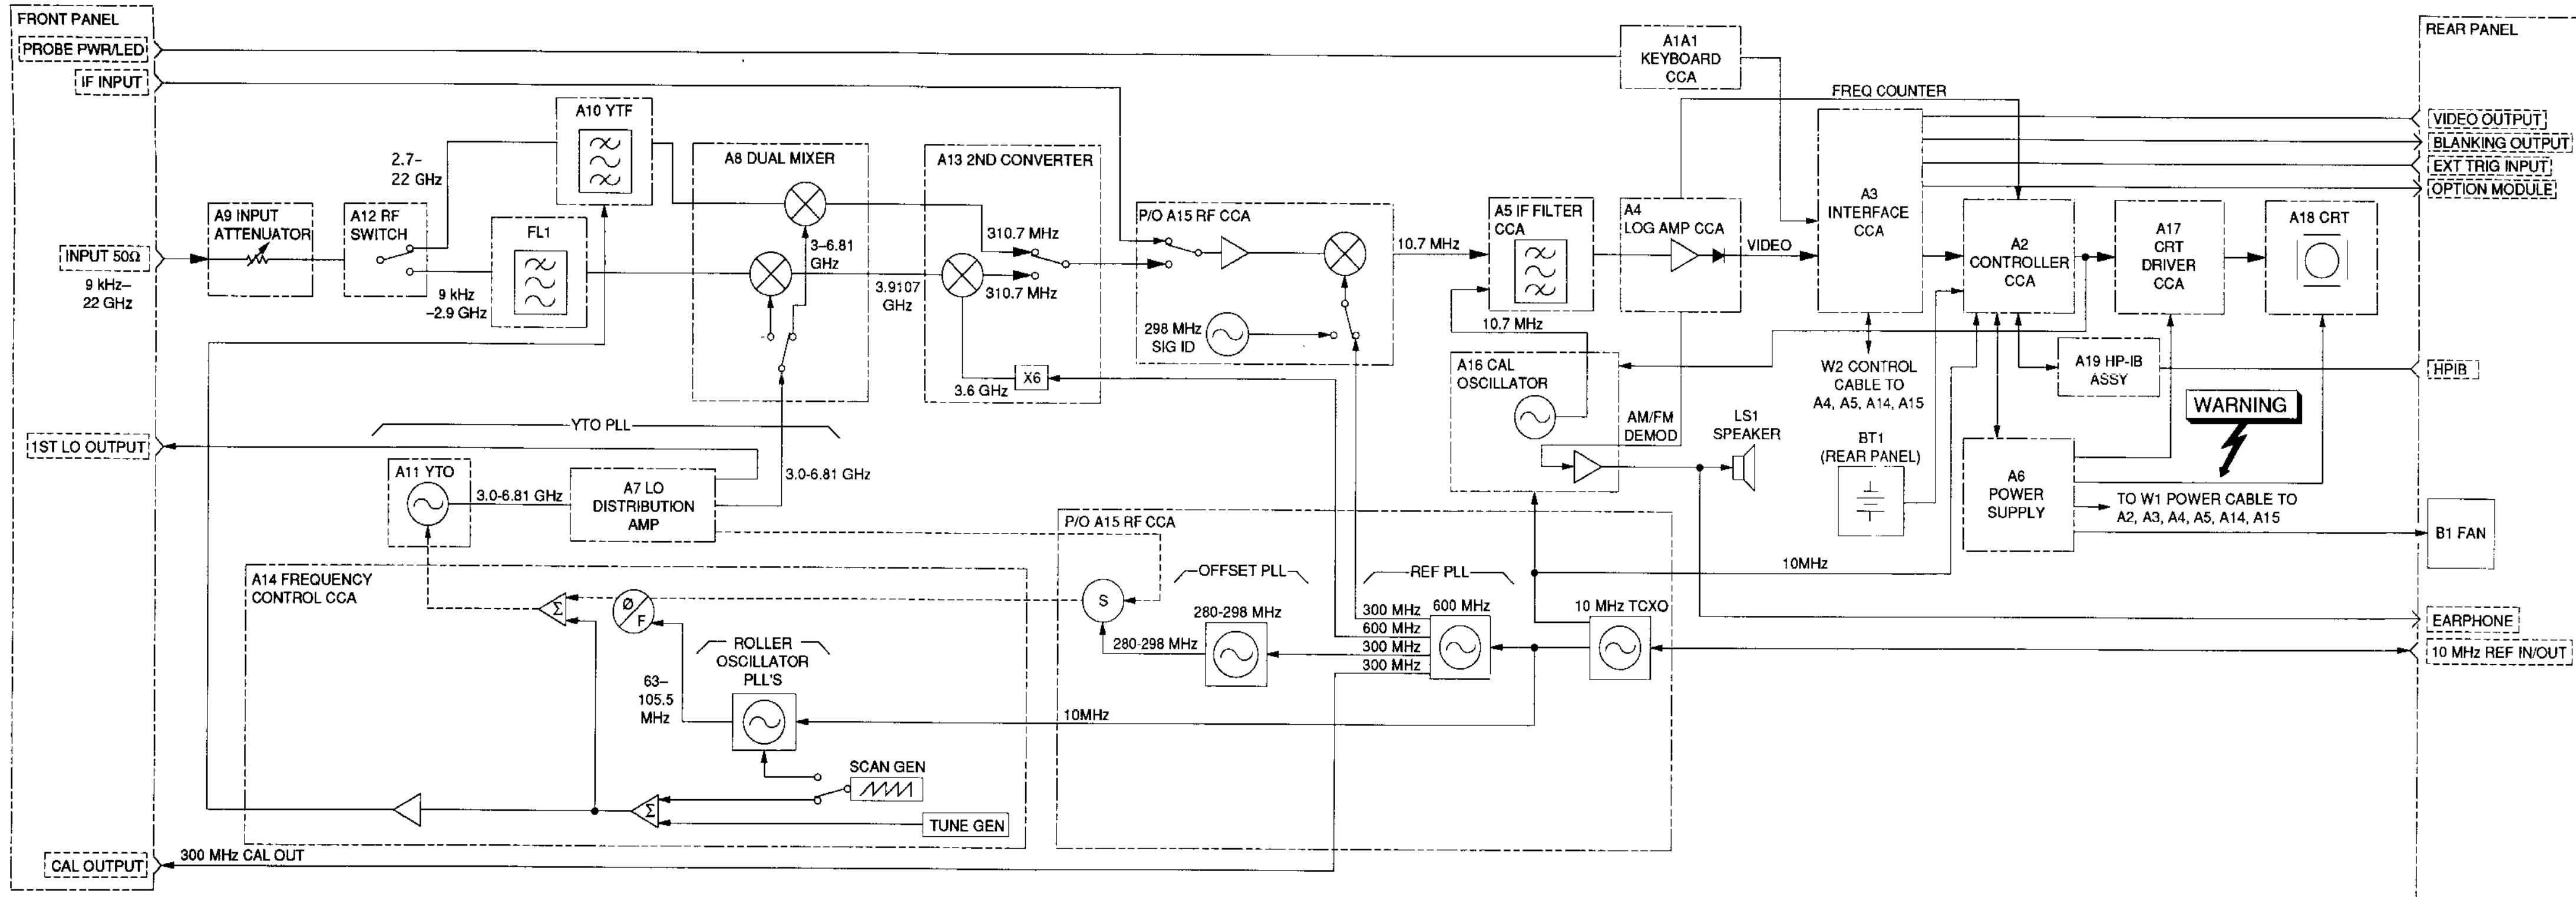 FRONT PANEL
PROBE PWR/LED
IF INPUT
INPUT 50Ω
9 kHz–
22 GHz
1ST LO OUTPUT
CAL OUTPUT
300 MHz CAL OUT
A9 INPUT
ATTENUATOR
A12 RF
SWITCH
2.7–
22 GHz
9 kHz
–2.9 GHz
A10 YTF
FL1
A8 DUAL MIXER
3–6.81
GHz
3.9107
GHz
A13 2ND CONVERTER
310.7 MHz
310.7 MHz
X6
3.6 GHz
P/O A15 RF CCA
298 MHz
SIG ID
10.7 MHz
A5 IF FILTER
CCA
10.7 MHz
A4
LOG AMP CCA
VIDEO
A1A1
KEYBOARD
CCA
FREQ COUNTER
A3
INTERFACE
CCA
A2
CONTROLLER
CCA
A17
CRT
DRIVER
CCA
A18 CRT
W2 CONTROL
CABLE TO
A4, A5, A14, A15
A19 HP-IB
ASSY
WARNING
A16 CAL
OSCILLATOR
AM/FM
DEMOD
LS1
SPEAKER
BT1
(REAR PANEL)
A6
POWER
SUPPLY
TO W1 POWER CABLE TO
A2, A3, A4, A5, A14, A15
10MHz
YTO PLL
A11 YTO
3.0-6.81 GHz
A7 LO
DISTRIBUTION
AMP
3.0-6.81 GHz
A14 FREQUENCY
CONTROL CCA
Σ
Ø/F
63–
105.5
MHz
ROLLER
OSCILLATOR
PLL'S
SCAN GEN
Σ
TUNE GEN
P/O A15 RF CCA
S
OFFSET PLL
280-298 MHz
280-298 MHz
REF PLL
300 MHz
600 MHz
300 MHz
300 MHz
600 MHz
10 MHz TCXO
10MHz
REAR PANEL
VIDEO OUTPUT
BLANKING OUTPUT
EXT TRIG INPUT
OPTION MODULE
HPIB
B1 FAN
EARPHONE
10 MHz REF IN/OUT